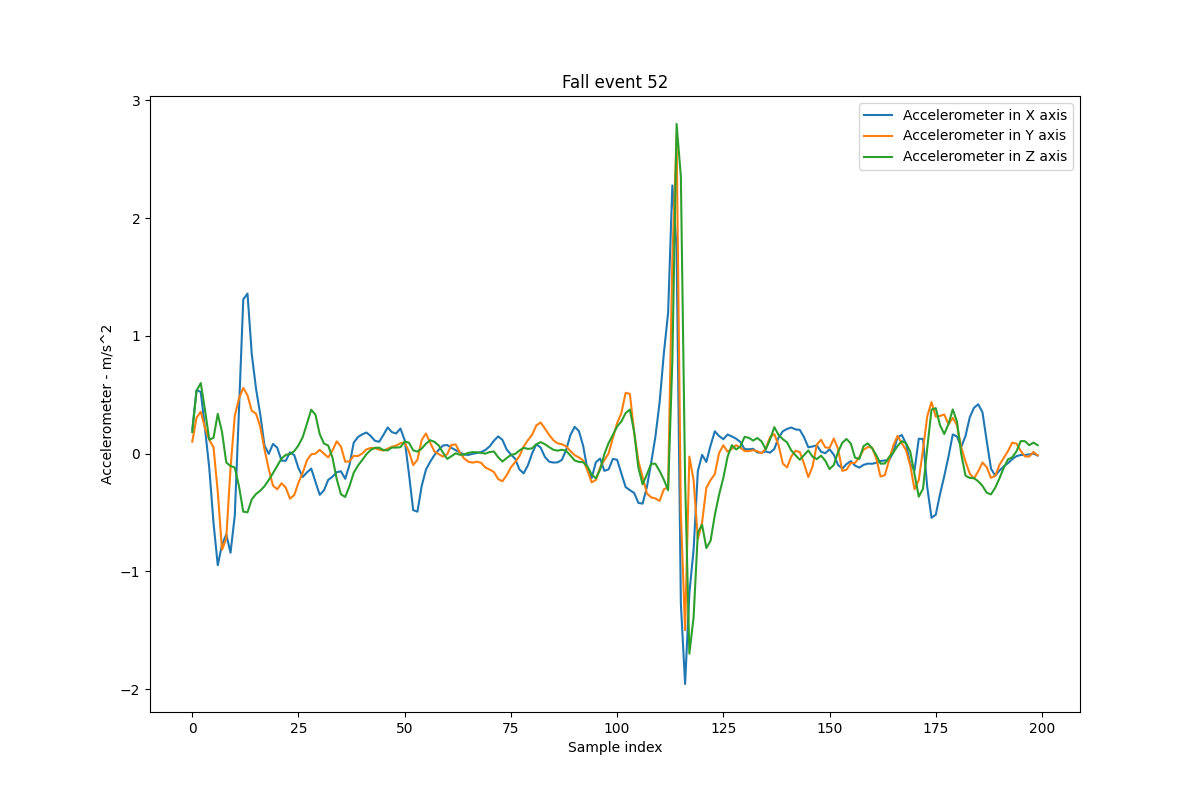 Fall event 52
Accelerometer in X axis
Accelerometer in Y axis
Accelerometer in Z axis
3
2
1
0
−1
−2
Accelerometer - m/s^2
0 25 50 75 100 125 150 175 200
Sample index